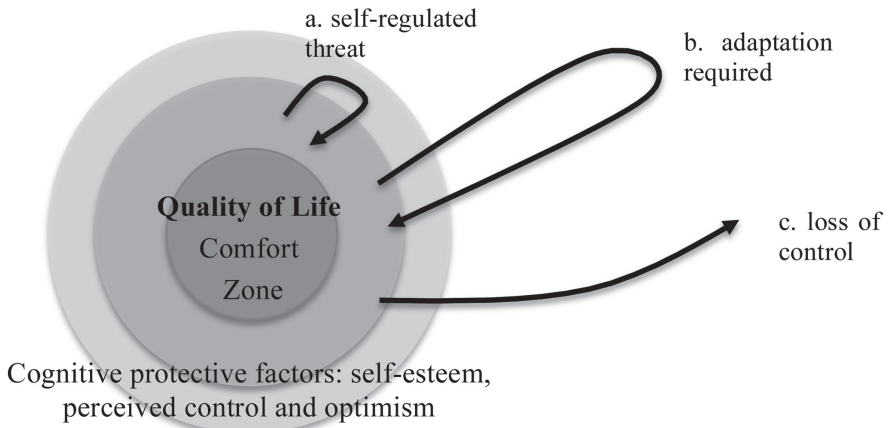 a. self-regulated
threat
b. adaptation
required
Quality of Life
Comfort
Zone
c. loss of
control
Cognitive protective factors: self-esteem,
perceived control and optimism